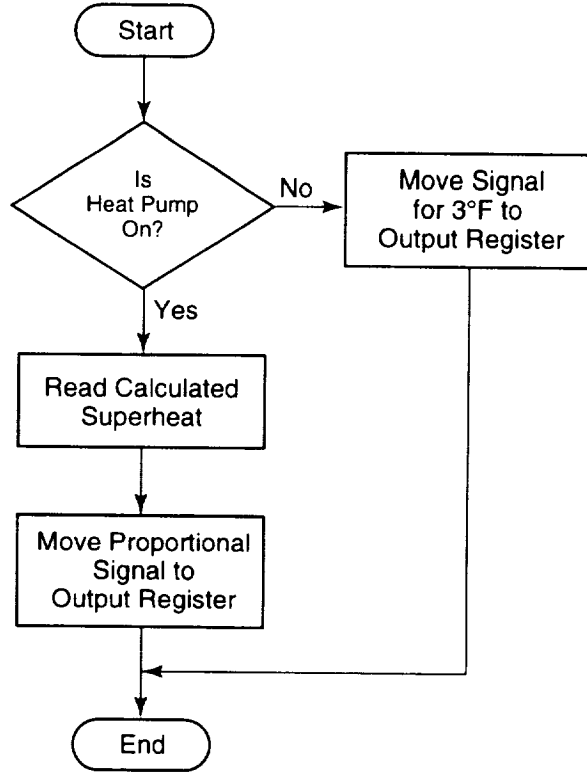 Start
Is
Heat Pump
On?
No
Move Signal
for 3°F to
Output Register
Yes
Read Calculated
Superheat
Move Proportional
Signal to
Output Register
End